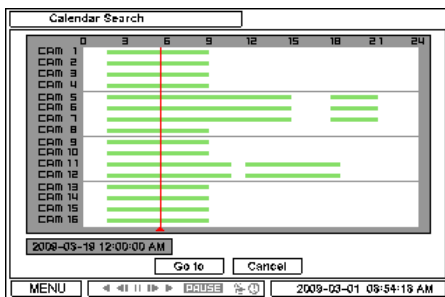 Calendar Search
0 3 6 9 12 15 18 21 24
CAM 1
CAM 2
CAM 3
CAM 4
CAM 5
CAM 6
CAM 7
CAM 8
CAM 9
CAM 10
CAM 11
CAM 12
CAM 13
CAM 14
CAM 15
CAM 16
2009-03-19 12:00:00 AM
Go to Cancel
MENU PAUSE 2009-03-01 08:54:18 AM